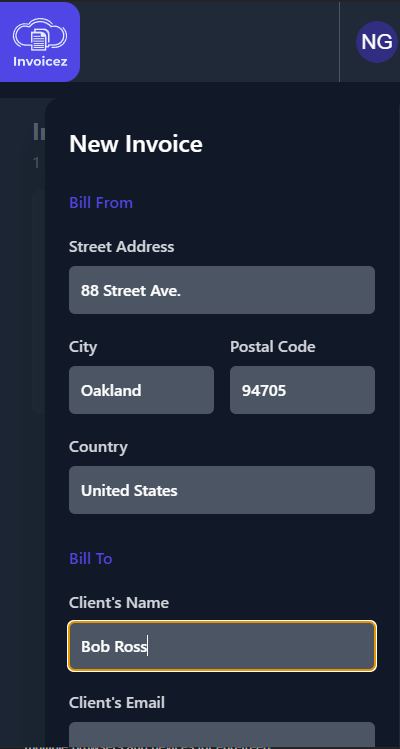 Invoicez
NG
1
New Invoice
Bill From
Street Address
88 Street Ave.
City Postal Code
Oakland 94705
Country
United States
Bill To
Client's Name
Bob Ross
Client's Email